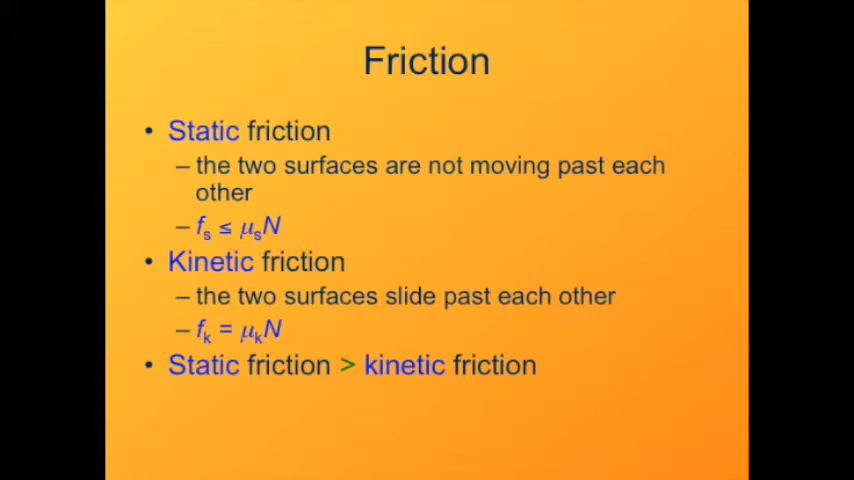 Friction
• Static friction
– the two surfaces are not moving past each
other
– fs ≤ μsN
• Kinetic friction
– the two surfaces slide past each other
– fk = μkN
• Static friction > kinetic friction